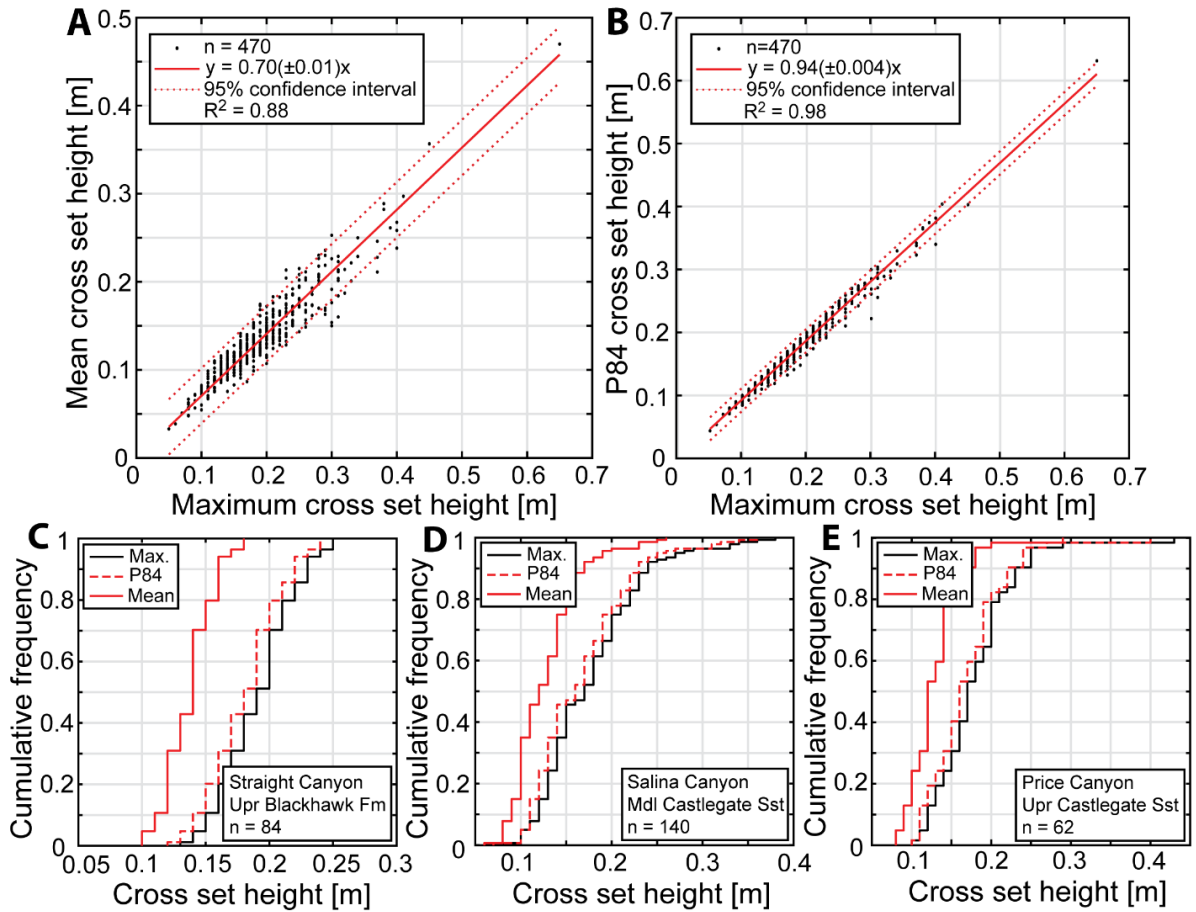 A
0.5
0.4
0.3
0.2
0.1
0
Mean cross set height [m]
n = 470
y = 0.70(±0.01)x
95% confidence interval
R² = 0.88
0 0.1 0.2 0.3 0.4 0.5 0.6 0.7
Maximum cross set height [m]
B
0.7
0.6
0.5
0.4
0.3
0.2
0.1
0
P84 cross set height [m]
n=470
y = 0.94(±0.004)x
95% confidence interval
R² = 0.98
0 0.1 0.2 0.3 0.4 0.5 0.6 0.7
Maximum cross set height [m]
C
1
0.8
0.6
0.4
0.2
0
Cumulative frequency
Max.
P84
Mean
Straight Canyon
Upr Blackhawk Fm
n = 84
0.05 0.1 0.15 0.2 0.25 0.3
Cross set height [m]
D
1
0.8
0.6
0.4
0.2
0
Cumulative frequency
Max.
P84
Mean
Salina Canyon
Mdl Castlegate Sst
n = 140
0.1 0.2 0.3 0.4
Cross set height [m]
E
1
0.8
0.6
0.4
0.2
0
Cumulative frequency
Max.
P84
Mean
Price Canyon
Upr Castlegate Sst
n = 62
0.1 0.2 0.3 0.4
Cross set height [m]